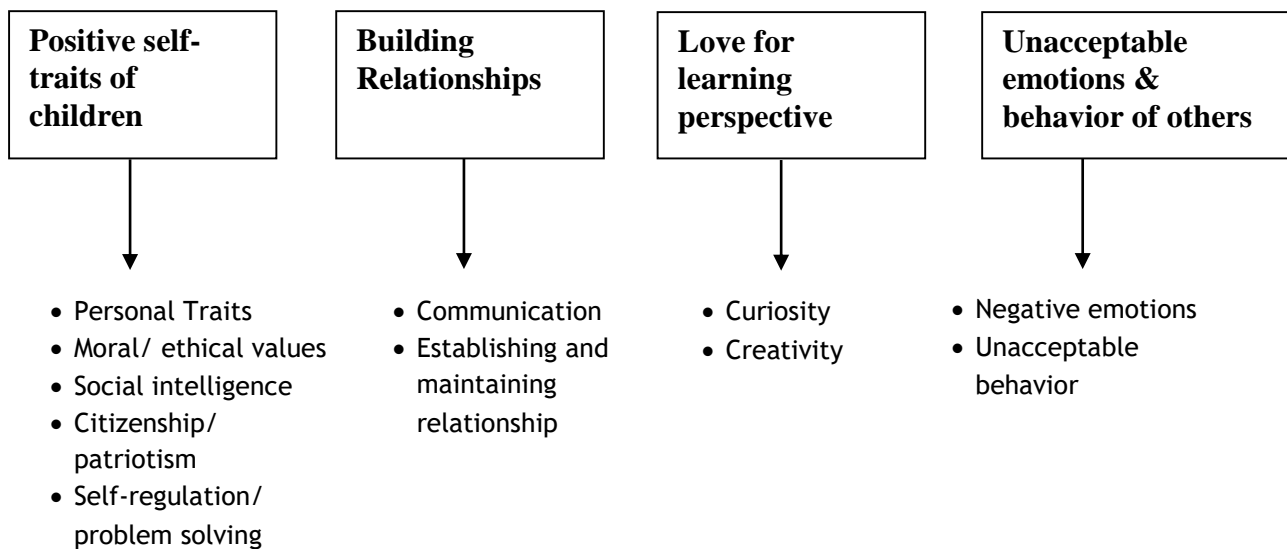 Positive self-
traits of
children
Building
Relationships
Love for
learning
perspective
Unacceptable
emotions &
behavior of others
• Personal Traits
• Moral/ ethical values
• Social intelligence
• Citizenship/
patriotism
• Self-regulation/
problem solving
• Communication
• Establishing and
maintaining
relationship
• Curiosity
• Creativity
• Negative emotions
• Unacceptable
behavior